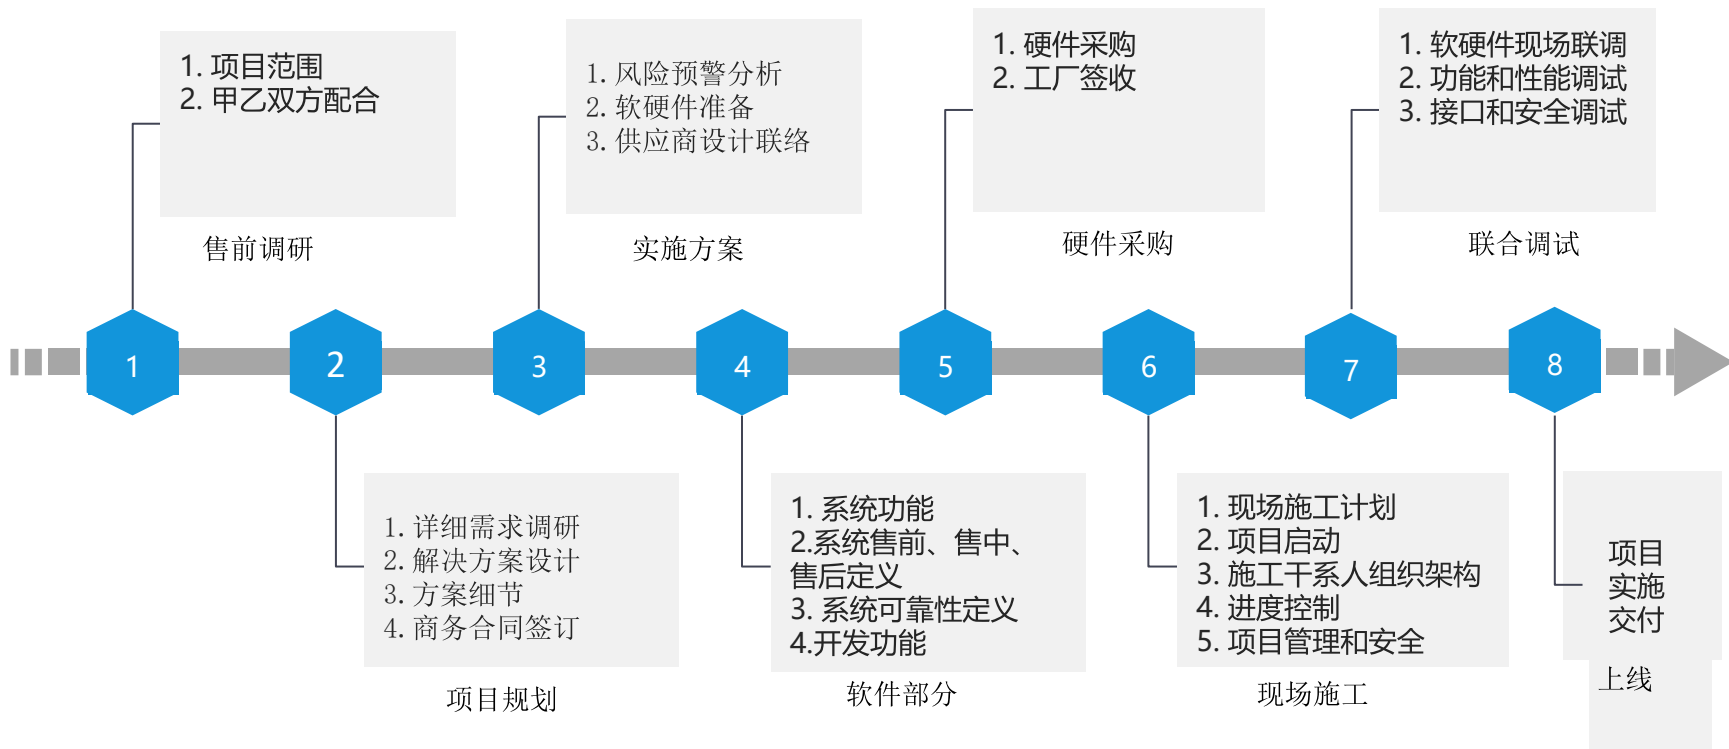 1. 项目范围
2. 甲乙双方配合
售前调研
1. 风险预警分析
2. 软硬件准备
3. 供应商设计联络
实施方案
1. 硬件采购
2. 工厂签收
硬件采购
1. 软硬件现场联调
2. 功能和性能调试
3. 接口和安全调试
联合调试
1
2
3
4
5
6
7
8
1. 详细需求调研
2. 解决方案设计
3. 方案细节
4. 商务合同签订
项目规划
1. 系统功能
2.系统售前、售中、
售后定义
3. 系统可靠性定义
4.开发功能
软件部分
1. 现场施工计划
2. 项目启动
3. 施工干系人组织架构
4. 进度控制
5. 项目管理和安全
现场施工
项目
实施
交付
上线